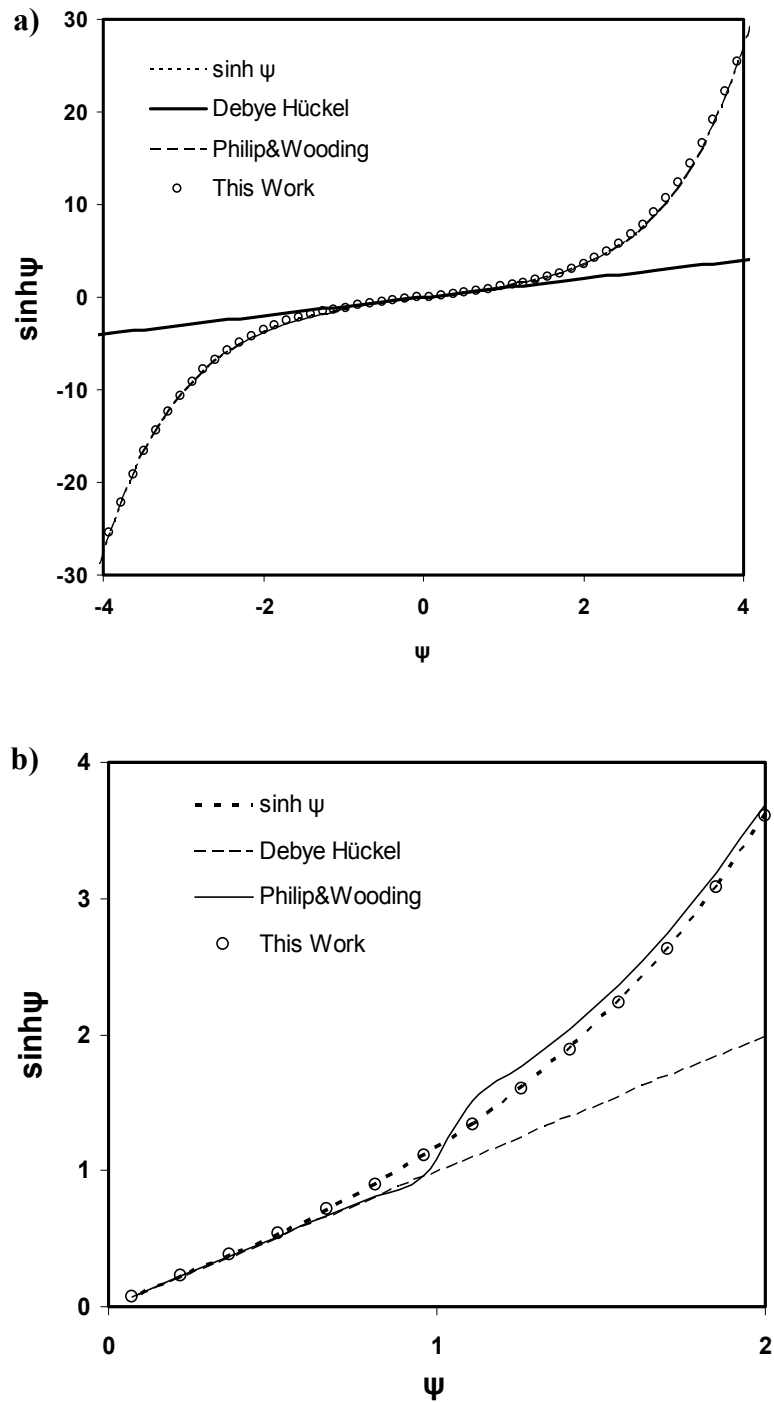 a)
30
20
10
0
-10
-20
-30
sinhψ
sinh ψ
Debye Hückel
Philip&Wooding
This Work
-4
-2
0
2
4
ψ
b)
4
3
2
1
0
sinhψ
sinh ψ
Debye Hückel
Philip&Wooding
This Work
0
1
2
ψ